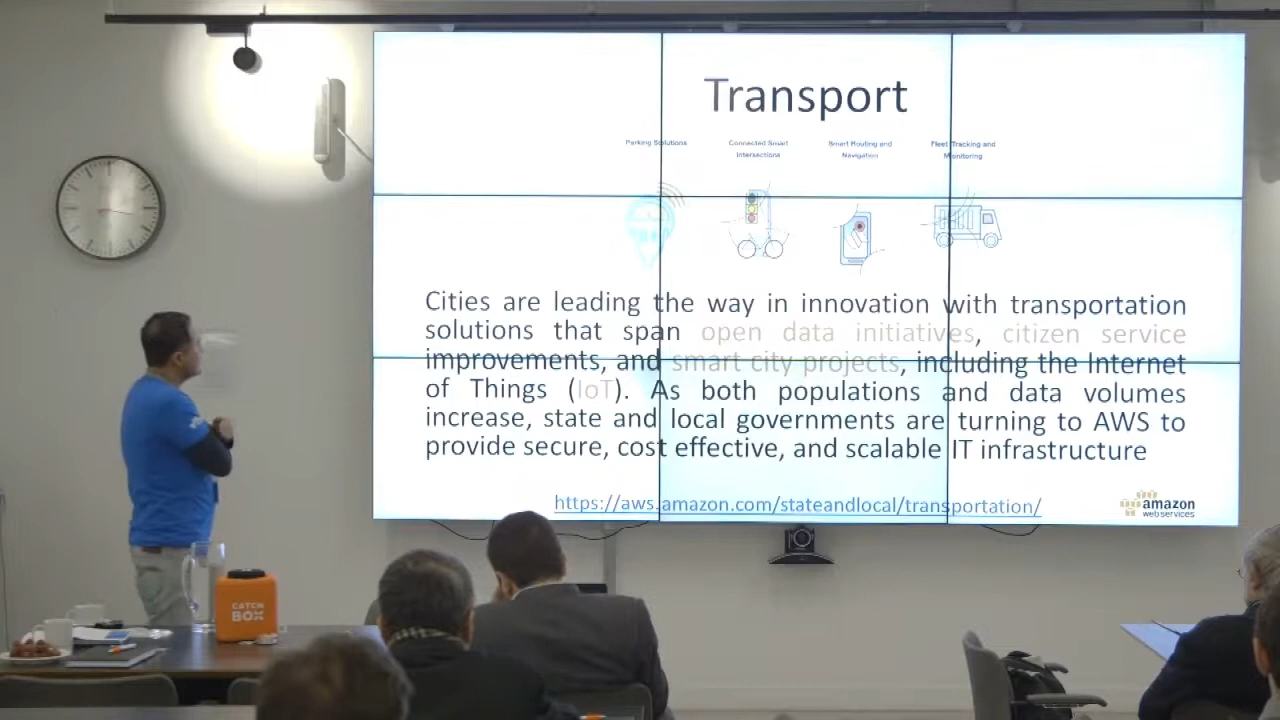 Transport
Parking Solutions
Connected Smart
Intersections
Smart Routing and
Navigation
Fleet Tracking and
Monitoring
Cities are leading the way in innovation with transportation
solutions that span open data initiatives, citizen service
improvements, and smart city projects, including the Internet
of Things (IoT). As both populations and data volumes
increase, state and local governments are turning to AWS to
provide secure, cost effective, and scalable IT infrastructure
https://aws.amazon.com/stateandlocal/transportation/
amazon
webservices
CATCH
BOX